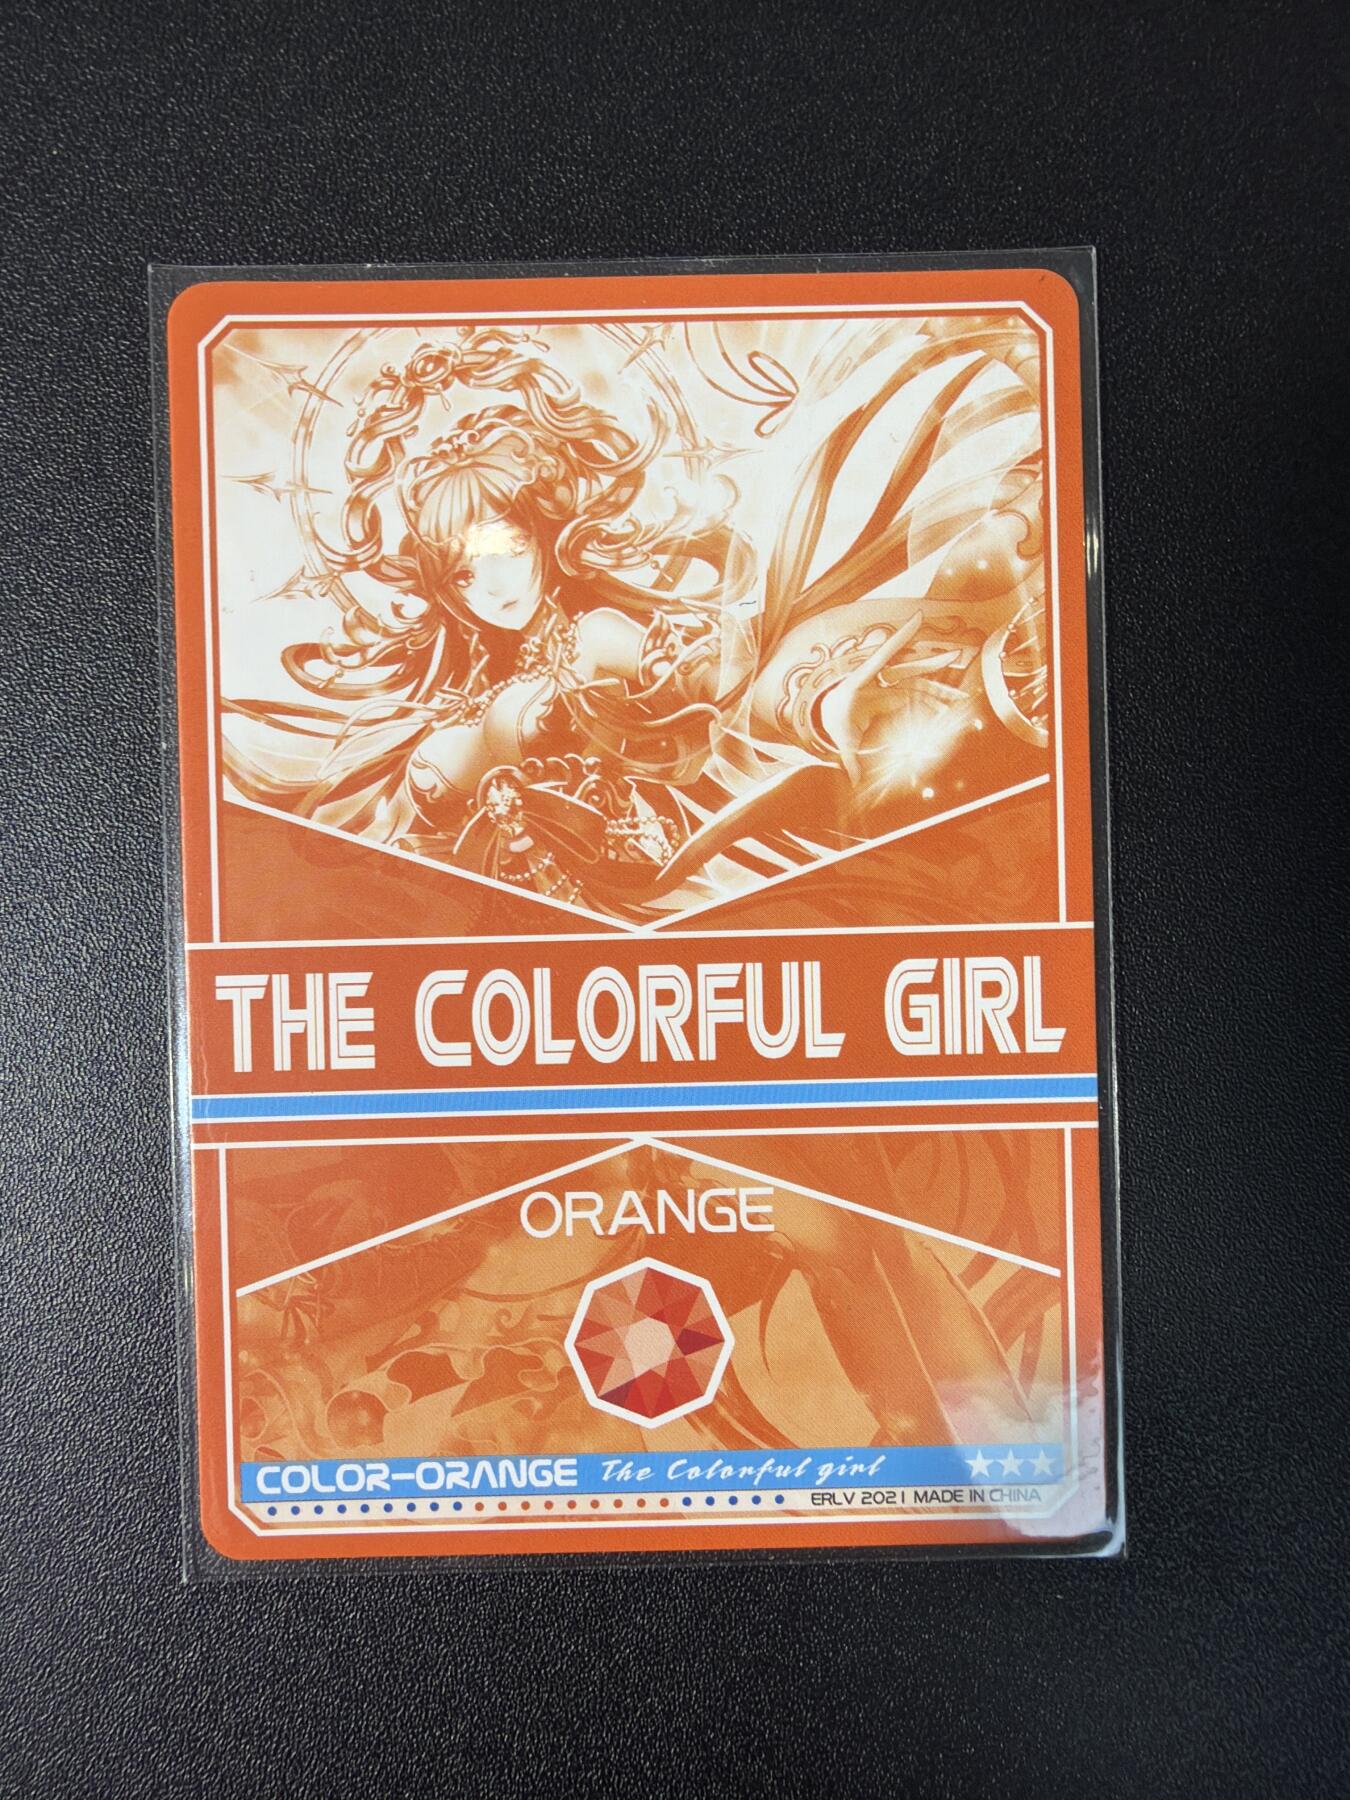 THE COLORFUL GIRL
ORANGE
COLOR-ORANGE The Colorful girl
ERLV 2021 MADE IN CHINA